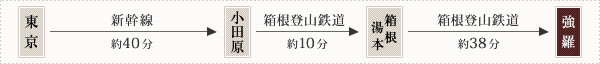 東京
新幹線
約40分
小田原
箱根登山鉄道
約10分
箱根
湯本
箱根登山鉄道
約38分
強羅